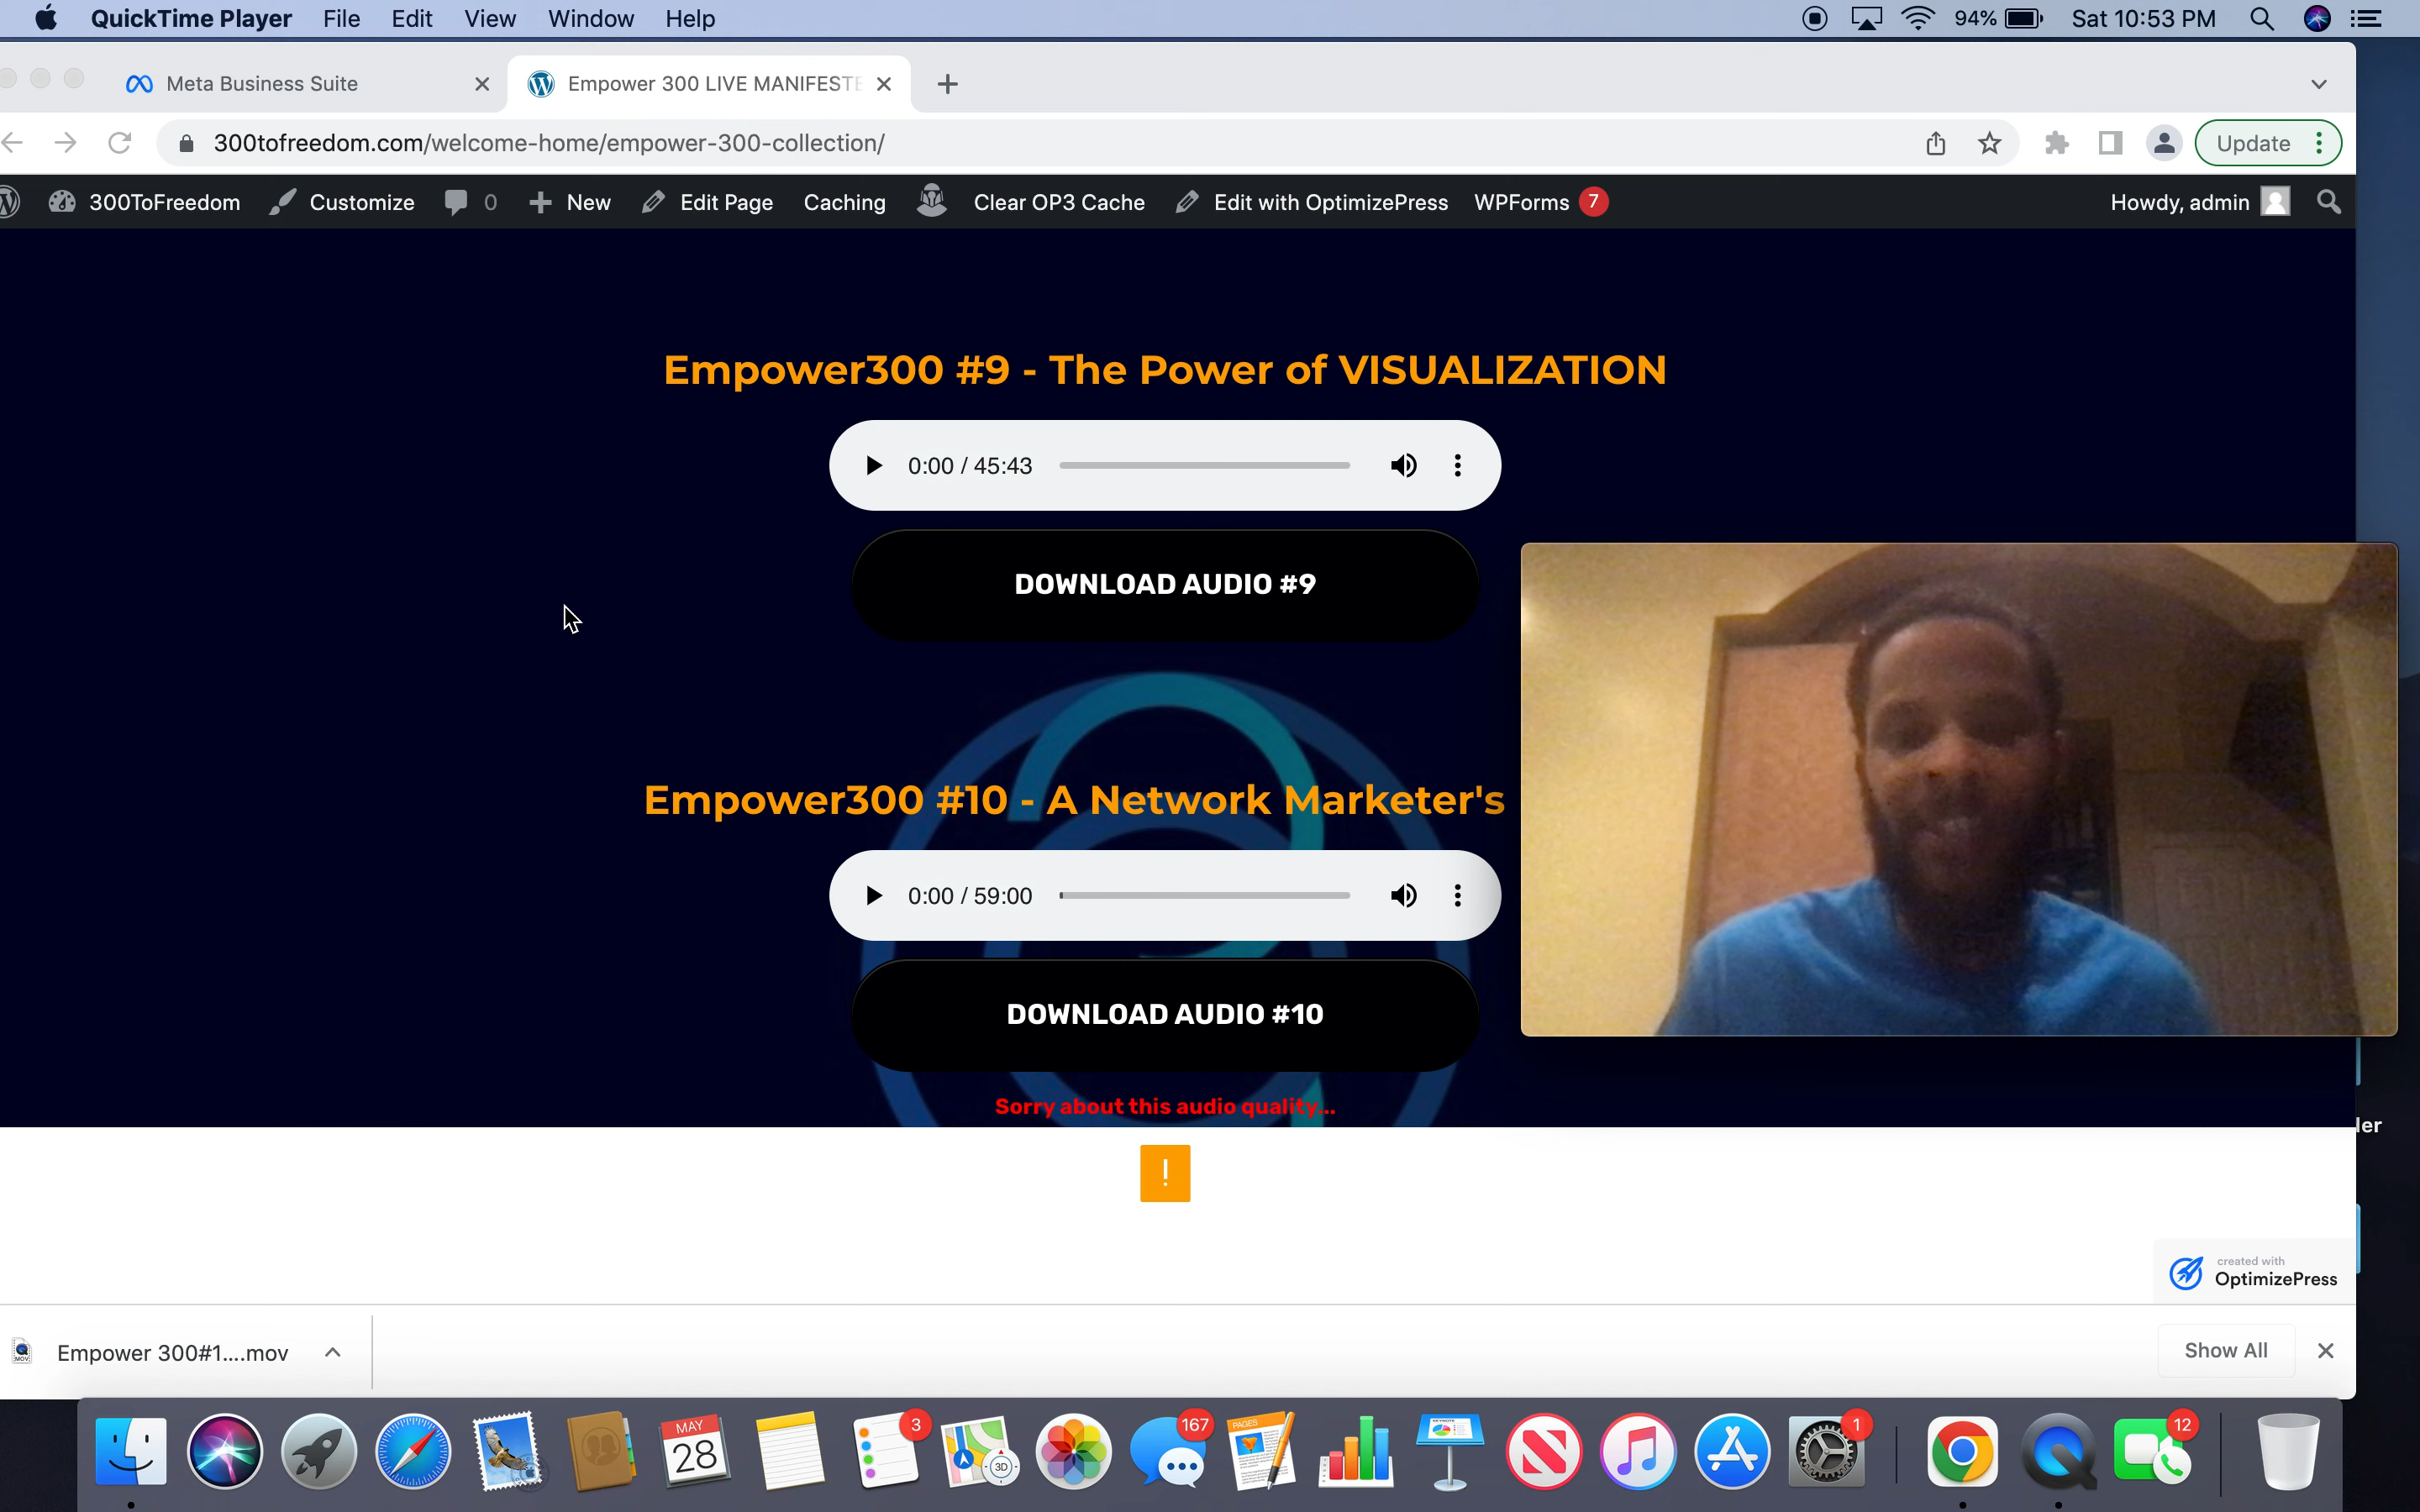 QuickTime Player File Edit View Window Help 94% Sat 10:53 PM
Meta Business Suite Empower 300 LIVE MANIFESTE
300tofreedom.com/welcome-home/empower-300-collection/ Update
300ToFreedom Customize 0 New Edit Page Caching Clear OP3 Cache Edit with OptimizePress WPForms 7 Howdy, admin
Empower300 #9 - The Power of VISUALIZATION
0:00 / 45:43
DOWNLOAD AUDIO #9
Empower300 #10 - A Network Marketer's
0:00 / 59:00
DOWNLOAD AUDIO #10
Sorry about this audio quality...
ler
!
created with
OptimizePress
MOV Empower 300#1....mov Show All
MAY
28
3
3D
167
PAGES
1
12